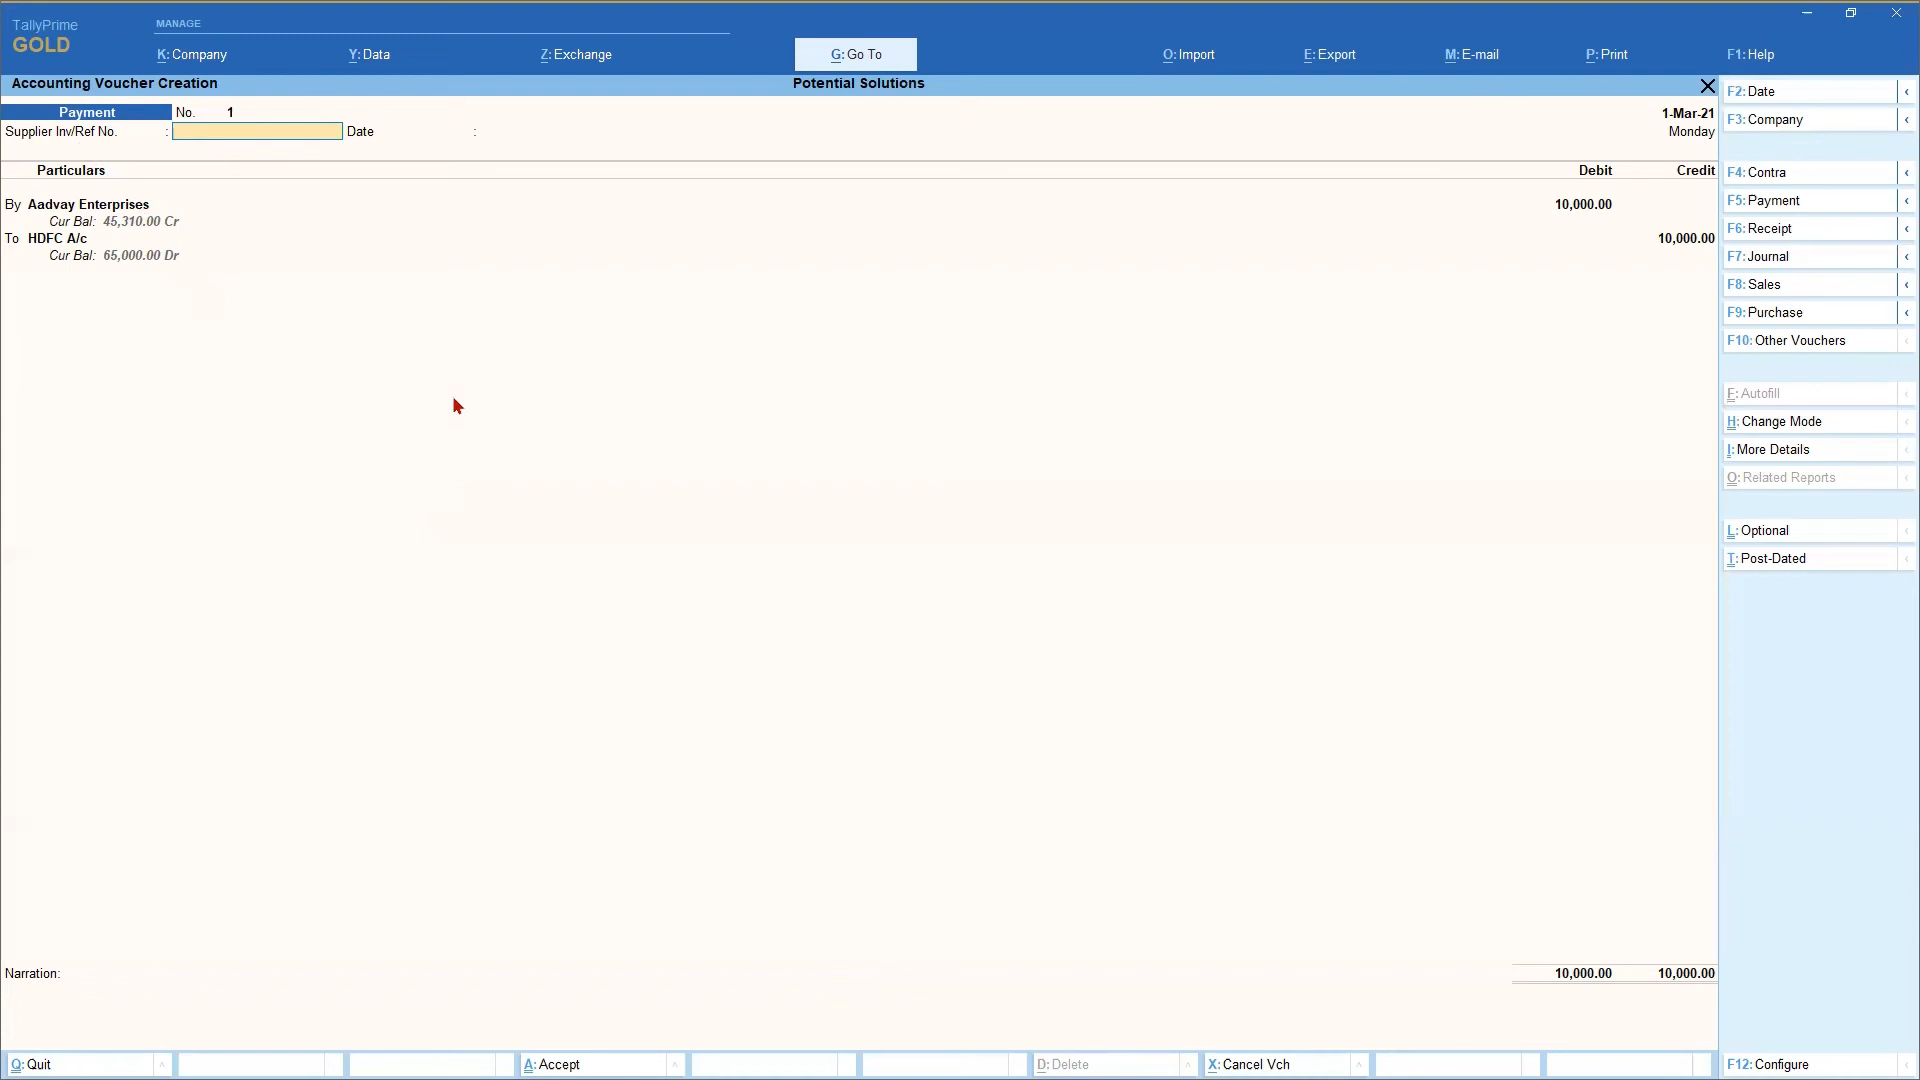 TallyPrime
GOLD
MANAGE
K: Company
Y: Data
Z: Exchange
G: Go To
O: Import
E: Export
M: E-mail
P: Print
F1: Help
Accounting Voucher Creation
Potential Solutions
Payment No. 1
1-Mar-21
Supplier Inv/Ref No. : Date :
Monday
Particulars Debit Credit
By Aadvay Enterprises 10,000.00
Cur Bal: 45,310.00 Cr
To HDFC A/c 10,000.00
Cur Bal: 65,000.00 Dr
Narration: 10,000.00 10,000.00
F2: Date
F3: Company
F4: Contra
F5: Payment
F6: Receipt
F7: Journal
F8: Sales
F9: Purchase
F10: Other Vouchers
F: Autofill
H: Change Mode
I: More Details
O: Related Reports
L: Optional
T: Post-Dated
Q: Quit
A: Accept
D: Delete
X: Cancel Vch
F12: Configure